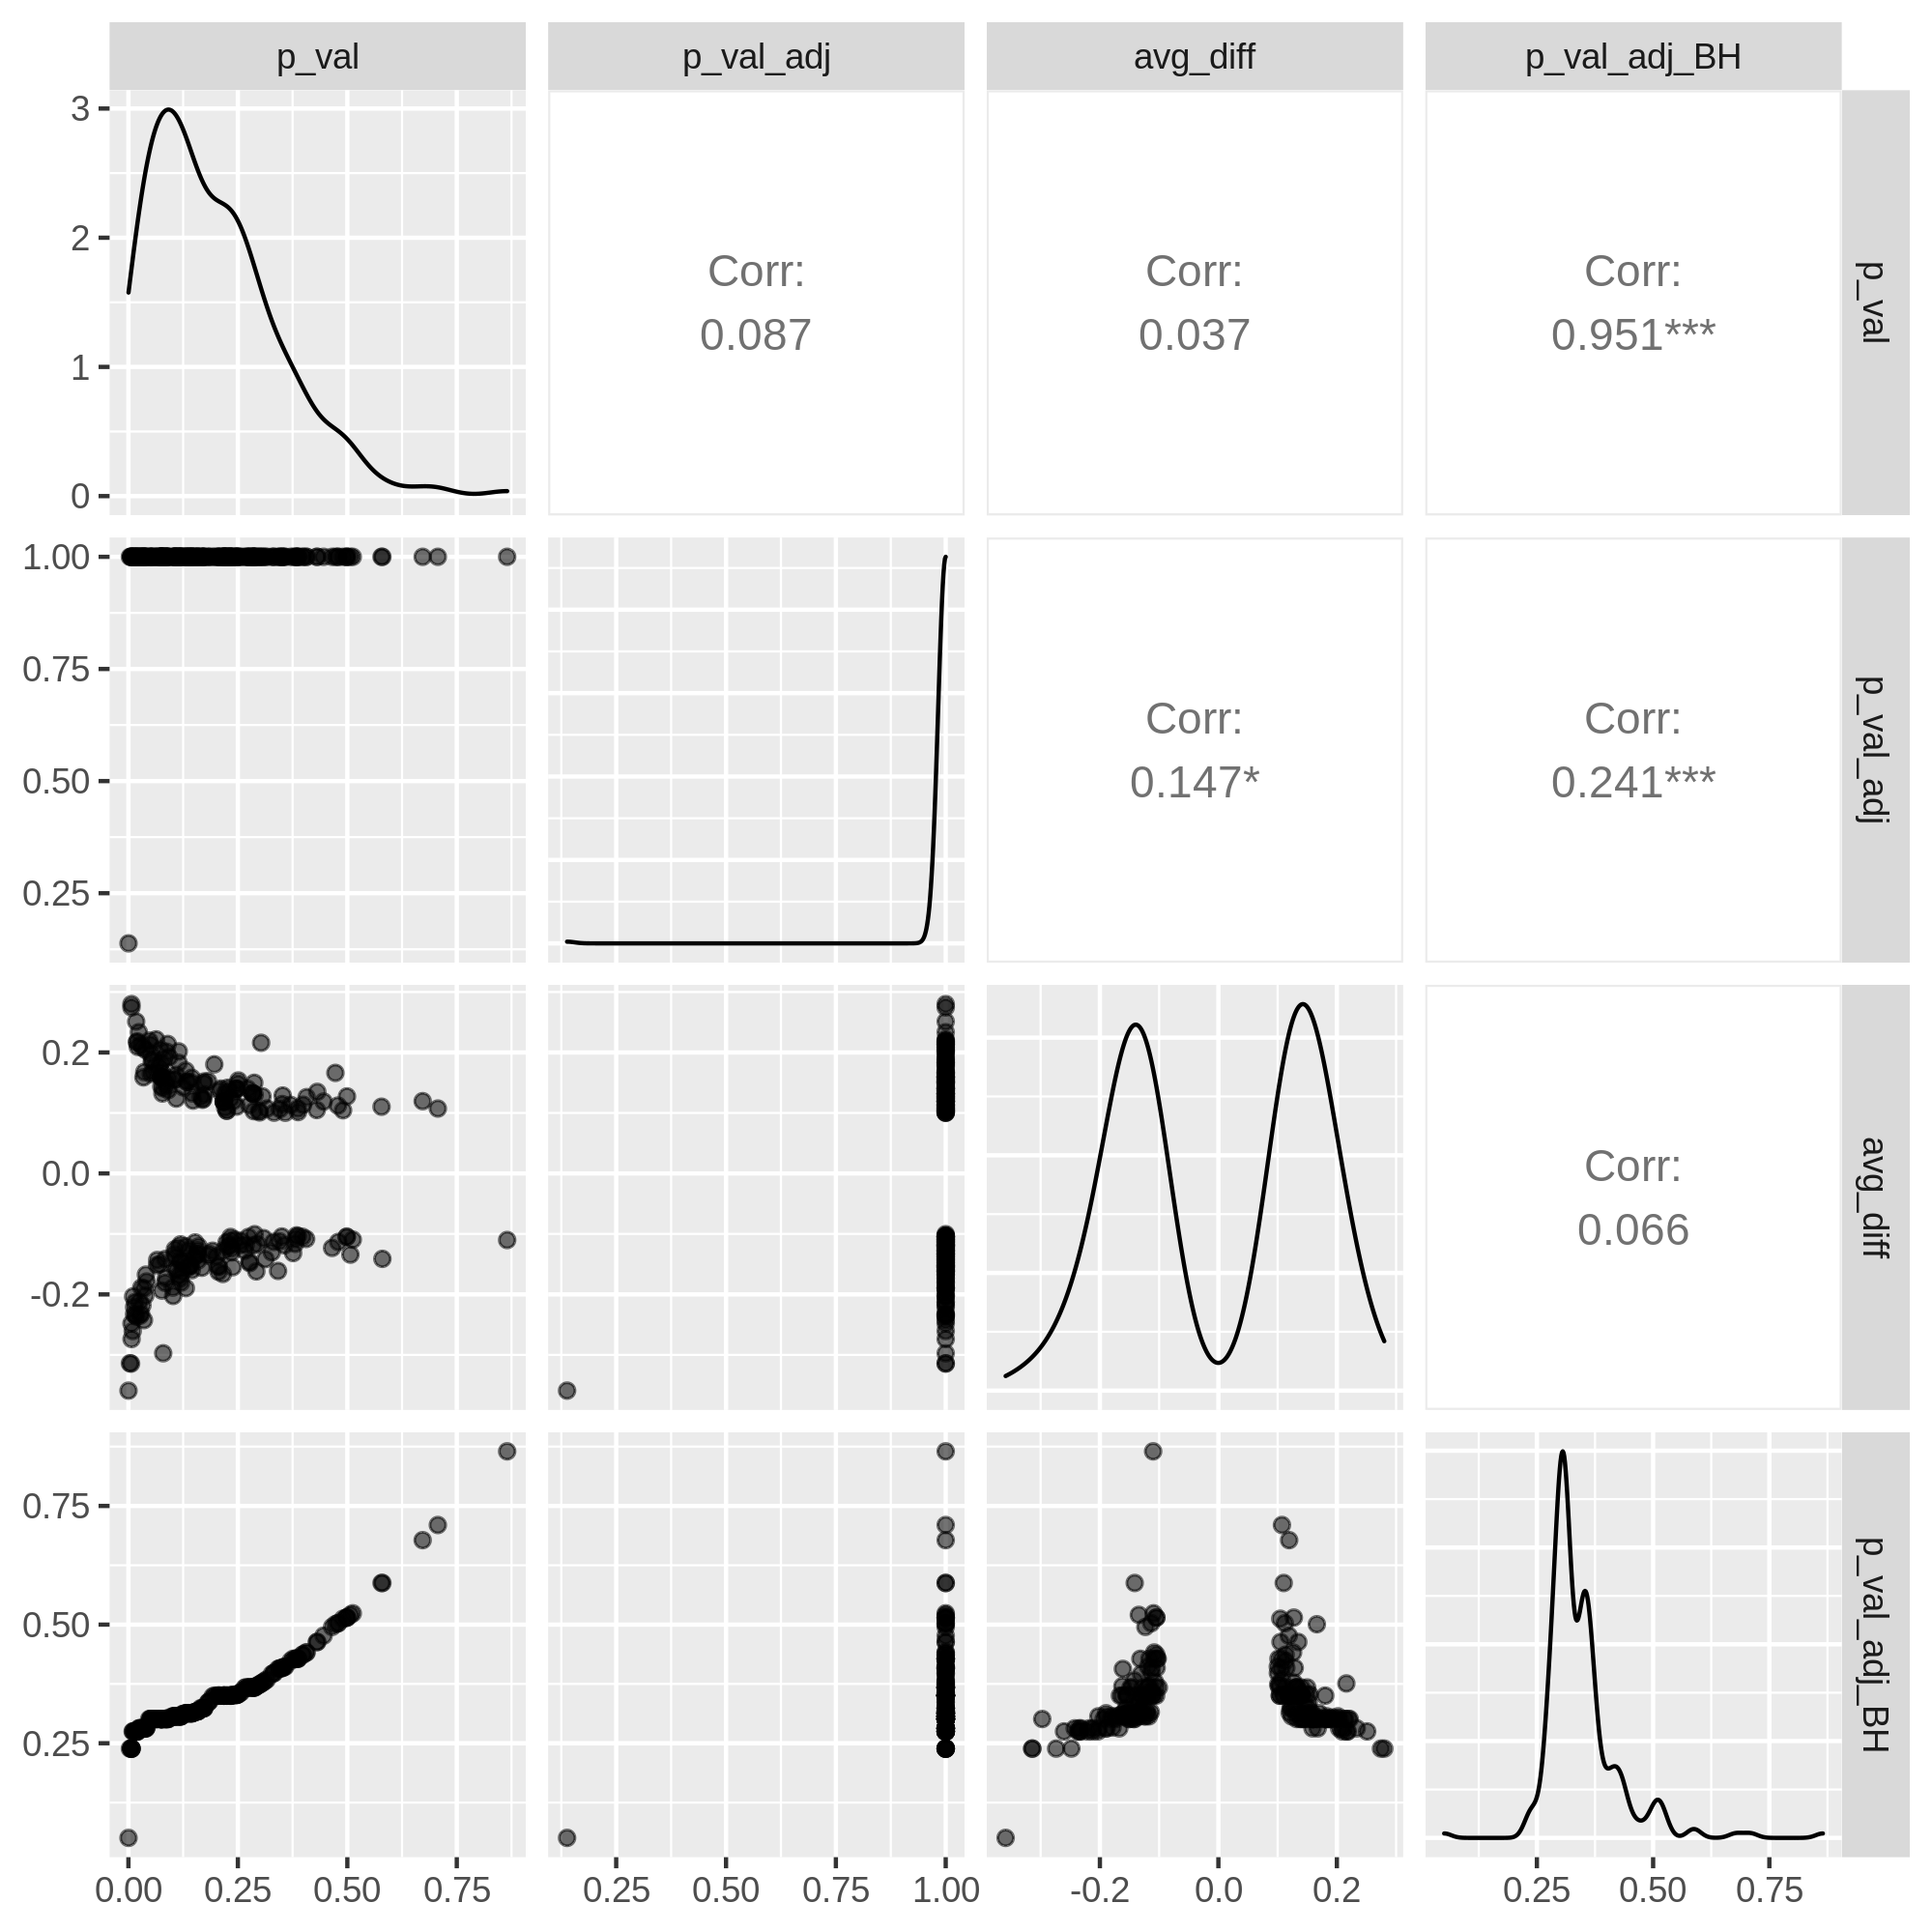 p_val p_val_adj avg_diff p_val_adj_BH
3
2
1
0
Corr:
0.087
Corr:
0.037
Corr:
0.951***
p_val
1.00
0.75
0.50
0.25
Corr:
0.147*
Corr:
0.241***
p_val_adj
0.2
0.0
-0.2
Corr:
0.066
avg_diff
0.75
0.50
0.25
p_val_adj_BH
0.00 0.25 0.50 0.75 0.25 0.50 0.75 1.00 -0.2 0.0 0.2 0.25 0.50 0.75